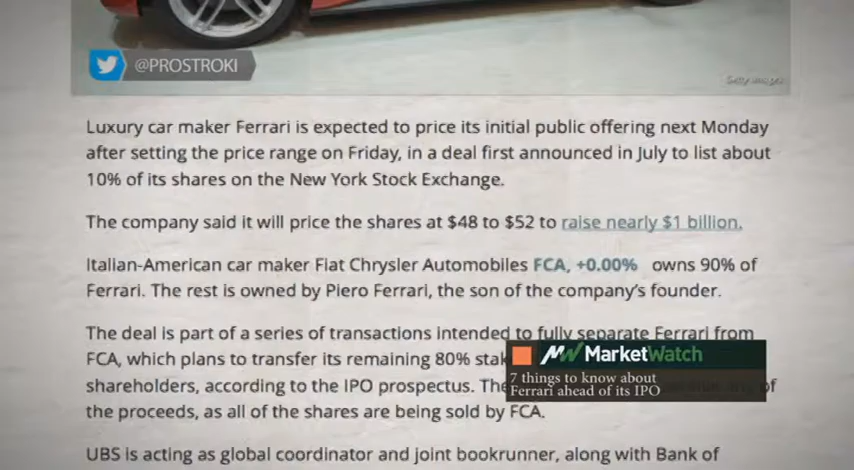 @PROSTROKI
Getty Images
Luxury car maker Ferrari is expected to price its initial public offering next Monday
after setting the price range on Friday, in a deal first announced in July to list about
10% of its shares on the New York Stock Exchange.
The company said it will price the shares at $48 to $52 to raise nearly $1 billion.
Italian-American car maker Fiat Chrysler Automobiles FCA, +0.00% owns 90% of
Ferrari. The rest is owned by Piero Ferrari, the son of the company's founder.
The deal is part of a series of transactions intended to fully separate Ferrari from
FCA, which plans to transfer its remaining 80%
shareholders, according to the IPO prospectus. of
the proceeds, as all of the shares are being sold by FCA.
MarketWatch
7 things to know about
Ferrari ahead of its IPO
UBS is acting as global coordinator and joint bookrunner, along with Bank of